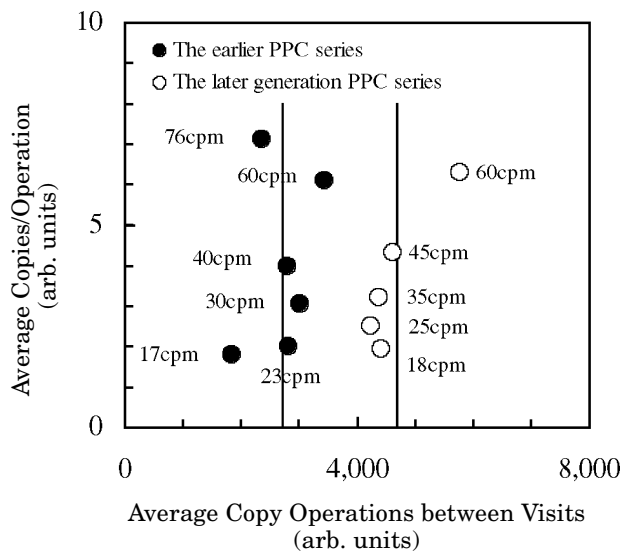 10
The earlier PPC series
The later generation PPC series
76cpm
60cpm
60cpm
5
45cpm
40cpm
35cpm
30cpm
25cpm
17cpm
18cpm
23cpm
0
0
4,000
8,000
Average Copies/Operation
(arb. units)
Average Copy Operations between Visits
(arb. units)